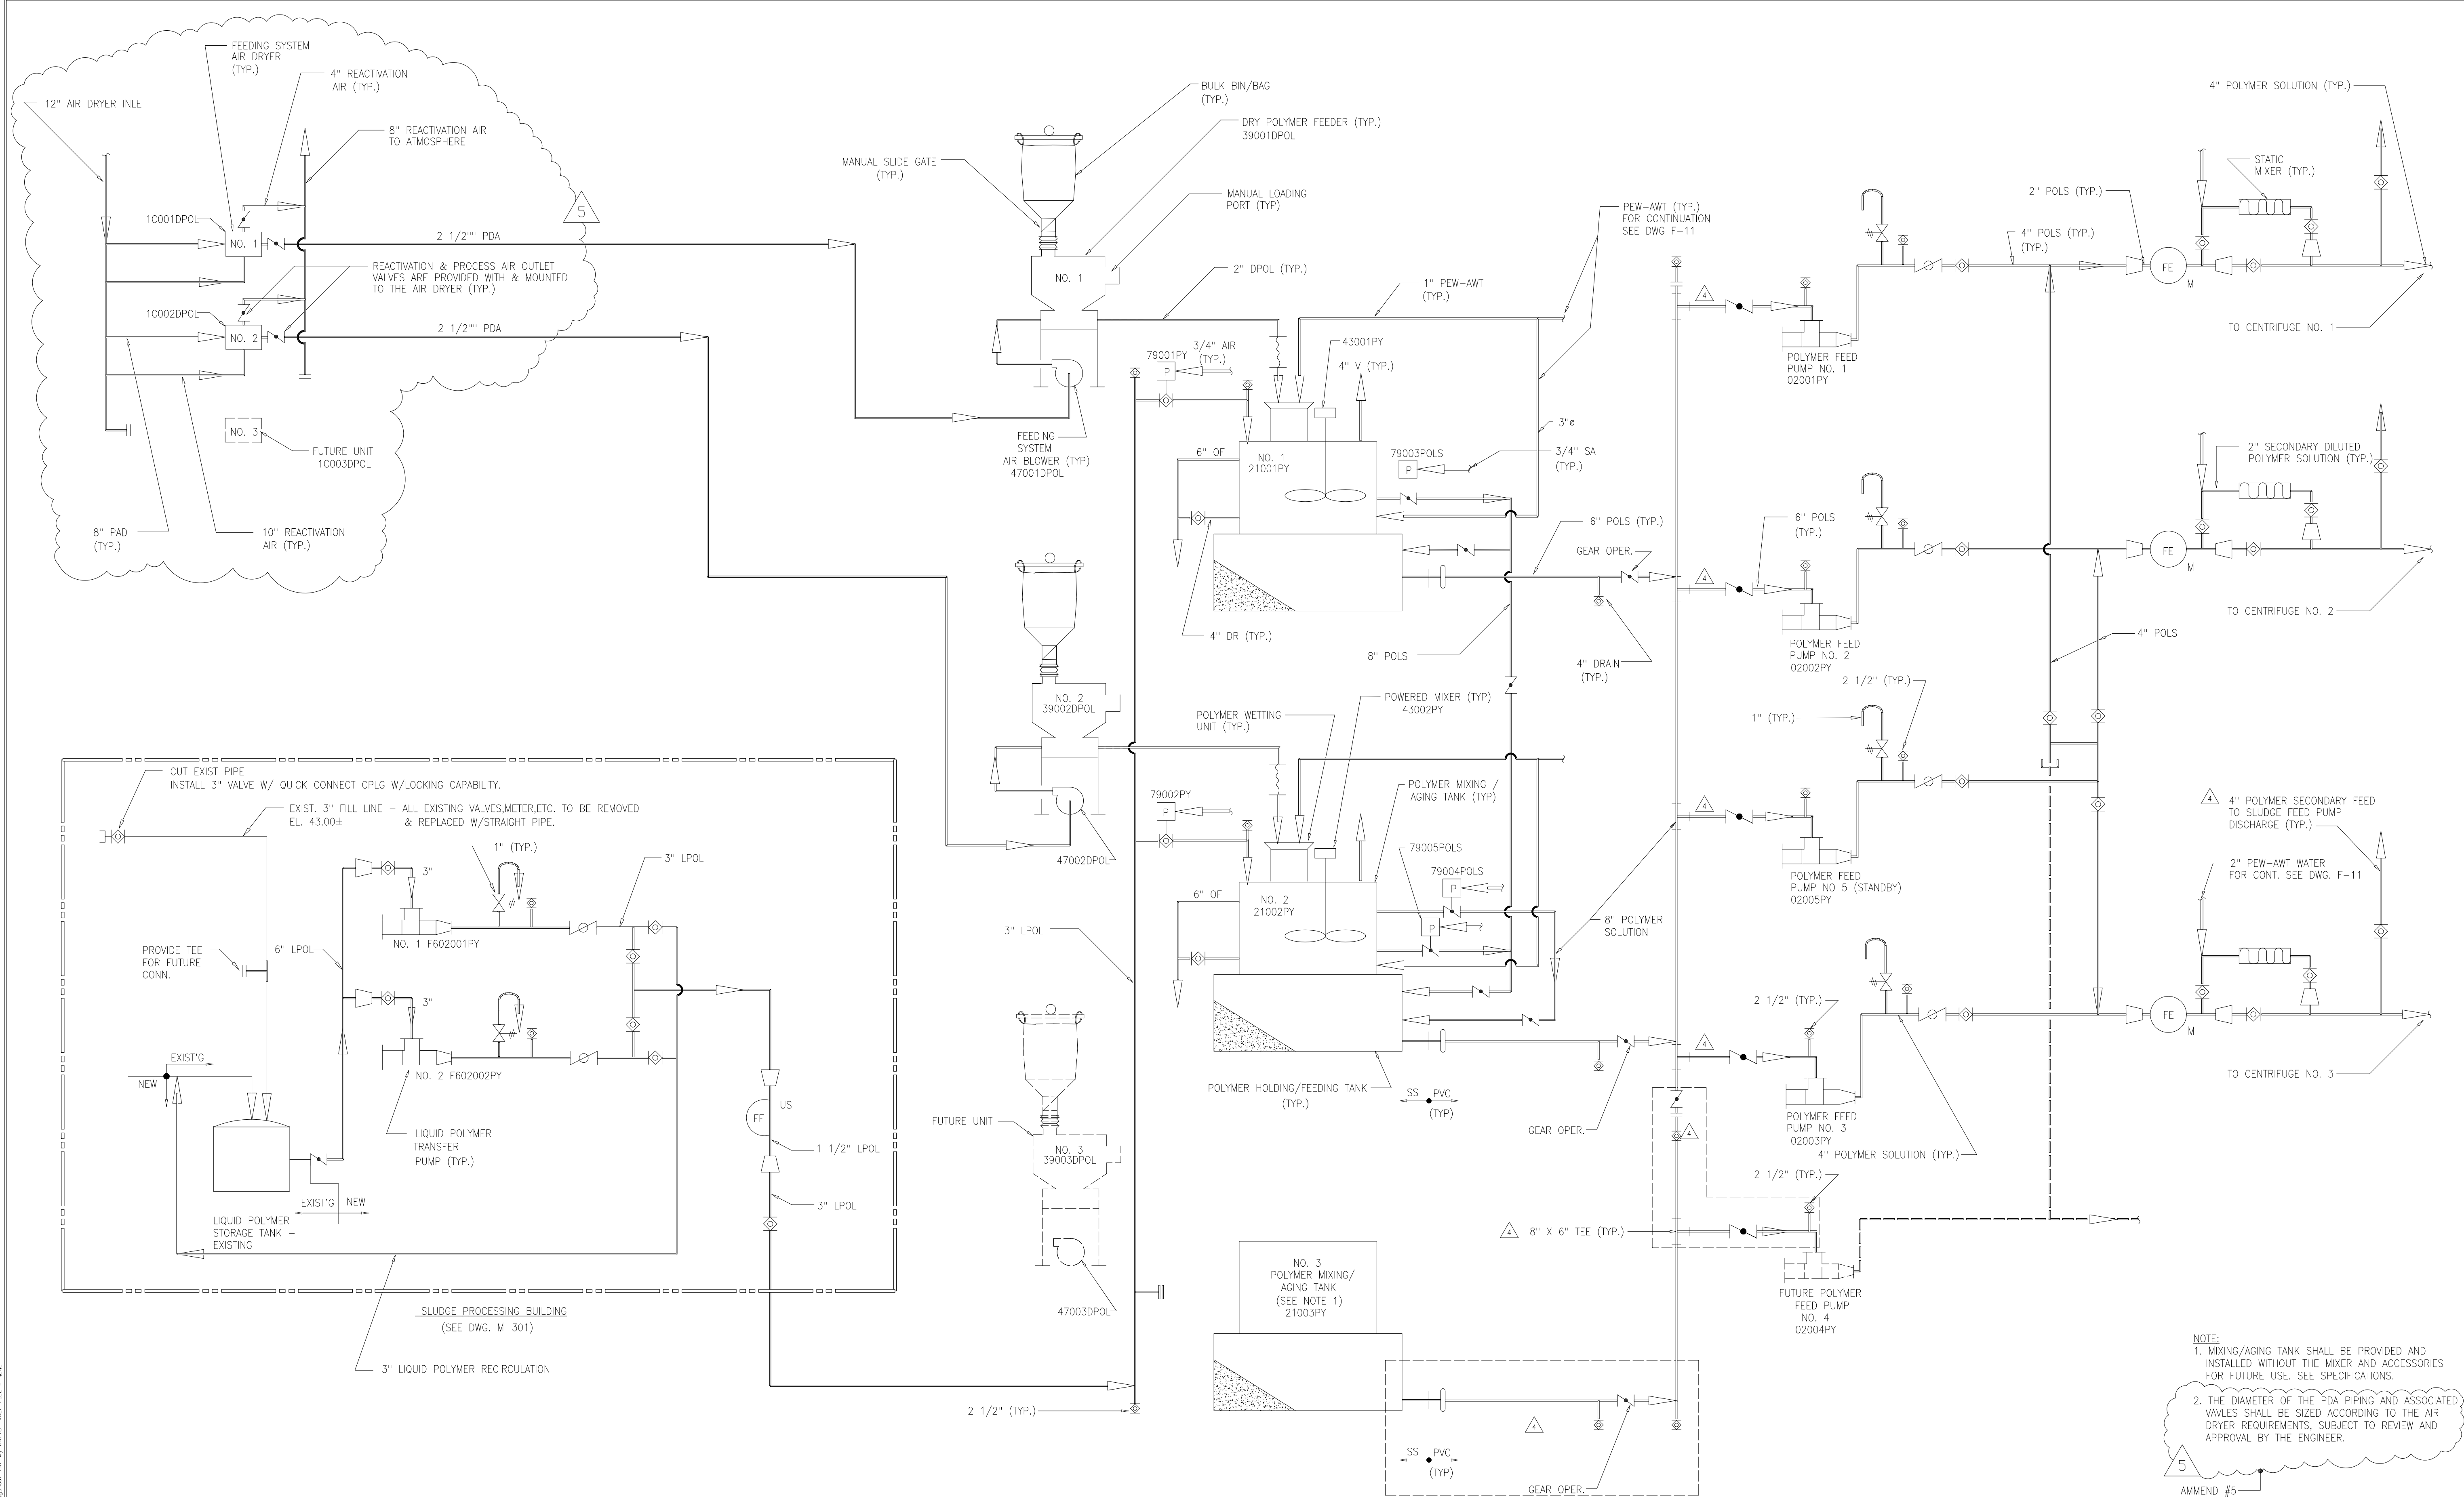 FEEDING SYSTEM
AIR DRYER
(TYP.)
4" REACTIVATION
AIR (TYP.)
12" AIR DRYER INLET
8" REACTIVATION AIR
TO ATMOSPHERE
1C001DPOL
NO. 1
2 1/2"" PDA
5
REACTIVATION & PROCESS AIR OUTLET
VALVES ARE PROVIDED WITH & MOUNTED
TO THE AIR DRYER (TYP.)
1C002DPOL
NO. 2
2 1/2"" PDA
NO. 3
FUTURE UNIT
1C003DPOL
8" PAD
(TYP.)
10" REACTIVATION
AIR (TYP.)
BULK BIN/BAG
(TYP.)
DRY POLYMER FEEDER (TYP.)
39001DPOL
MANUAL SLIDE GATE
(TYP.)
MANUAL LOADING
PORT (TYP)
NO. 1
2" DPOL (TYP.)
PEW-AWT (TYP.)
FOR CONTINUATION
SEE DWG F-11
1" PEW-AWT
(TYP.)
FEEDING
SYSTEM
AIR BLOWER (TYP)
47001DPOL
79001PY
P
3/4" AIR
(TYP.)
43001PY
4" V (TYP.)
3"ø
3/4" SA
(TYP.)
6" OF
NO. 1
21001PY
79003POLS
P
6" POLS (TYP.)
GEAR OPER.
4" DR (TYP.)
8" POLS
4" DRAIN
(TYP.)
NO. 2
39002DPOL
47002DPOL
POLYMER WETTING
UNIT (TYP.)
POWERED MIXER (TYP)
43002PY
POLYMER MIXING /
AGING TANK (TYP)
79002PY
P
6" OF
NO. 2
21002PY
79005POLS
79004POLS
P
P
8" POLYMER
SOLUTION
3" LPOL
POLYMER HOLDING/FEEDING TANK
(TYP.)
SS
PVC
(TYP)
GEAR OPER.
FUTURE UNIT
NO. 3
39003DPOL
47003DPOL
NO. 3
POLYMER MIXING/
AGING TANK
(SEE NOTE 1)
21003PY
2 1/2" (TYP.)
SS
PVC
(TYP)
4
GEAR OPER.
CUT EXIST PIPE
INSTALL 3" VALVE W/ QUICK CONNECT CPLG W/LOCKING CAPABILITY.
EXIST. 3" FILL LINE - ALL EXISTING VALVES,METER,ETC. TO BE REMOVED
EL. 43.00± & REPLACED W/STRAIGHT PIPE.
1" (TYP.)
3" LPOL
3"
NO. 1 F602001PY
PROVIDE TEE
FOR FUTURE
CONN.
6" LPOL
3"
NO. 2 F602002PY
EXIST'G
NEW
LIQUID POLYMER
TRANSFER
PUMP (TYP.)
FE
US
1 1/2" LPOL
3" LPOL
EXIST'G
NEW
LIQUID POLYMER
STORAGE TANK -
EXISTING
SLUDGE PROCESSING BUILDING
(SEE DWG. M-301)
3" LIQUID POLYMER RECIRCULATION
4
POLYMER FEED
PUMP NO. 1
02001PY
4" POLS (TYP.)
(TYP.)
2" POLS (TYP.)
FE
M
STATIC
MIXER (TYP.)
4" POLYMER SOLUTION (TYP.)
TO CENTRIFUGE NO. 1
4
6" POLS
(TYP.)
POLYMER FEED
PUMP NO. 2
02002PY
FE
M
2" SECONDARY DILUTED
POLYMER SOLUTION (TYP.)
TO CENTRIFUGE NO. 2
4" POLS
2 1/2" (TYP.)
1" (TYP.)
4
POLYMER FEED
PUMP NO 5 (STANDBY)
02005PY
4
4" POLYMER SECONDARY FEED
TO SLUDGE FEED PUMP
DISCHARGE (TYP.)
2" PEW-AWT WATER
FOR CONT. SEE DWG. F-11
2 1/2" (TYP.)
4
FE
M
TO CENTRIFUGE NO. 3
POLYMER FEED
PUMP NO. 3
02003PY
4" POLYMER SOLUTION (TYP.)
4
2 1/2" (TYP.)
4
8" X 6" TEE (TYP.)
FUTURE POLYMER
FEED PUMP
NO. 4
02004PY
NOTE:
1. MIXING/AGING TANK SHALL BE PROVIDED AND
INSTALLED WITHOUT THE MIXER AND ACCESSORIES
FOR FUTURE USE. SEE SPECIFICATIONS.
2. THE DIAMETER OF THE PDA PIPING AND ASSOCIATED
VAVLES SHALL BE SIZED ACCORDING TO THE AIR
DRYER REQUIREMENTS, SUBJECT TO REVIEW AND
APPROVAL BY THE ENGINEER.
5
AMMEND #5